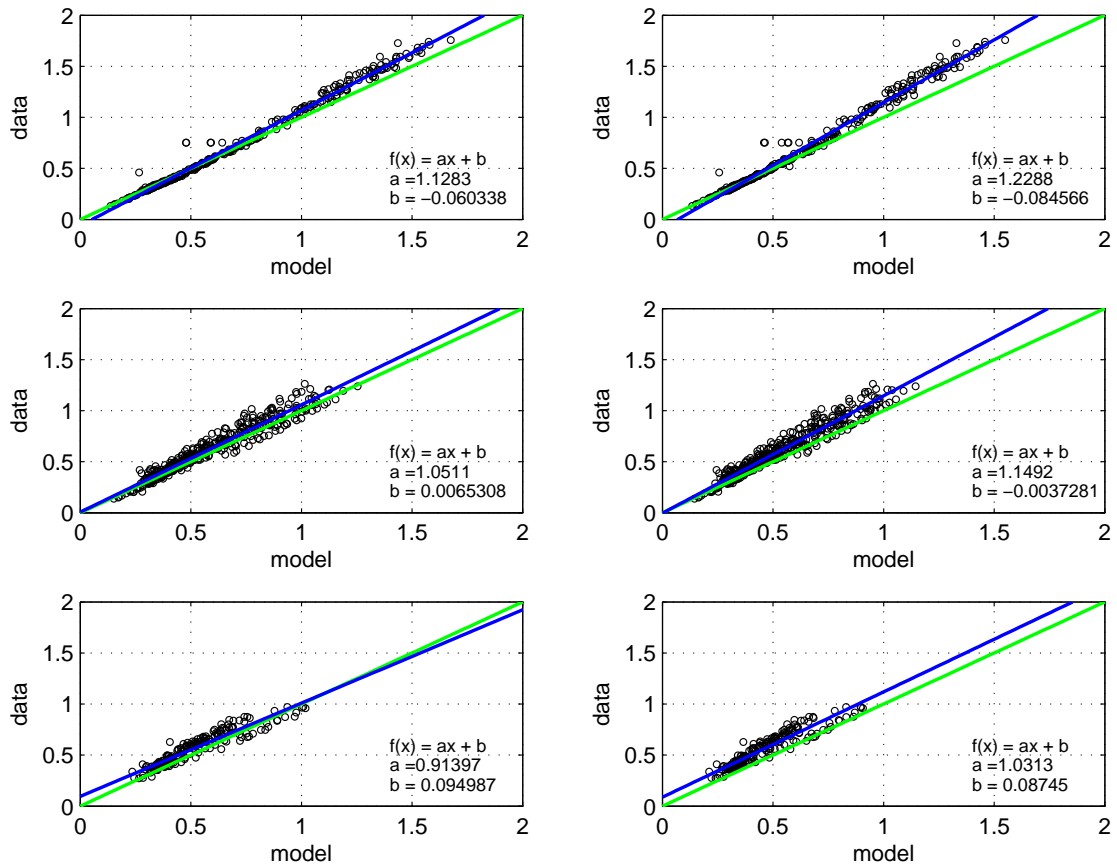 2
1.5
1
0.5
0
data
f(x) = ax + b
a =1.1283
b = −0.060338
0 0.5 1 1.5 2
model
2
1.5
1
0.5
0
data
f(x) = ax + b
a =1.2288
b = −0.084566
0 0.5 1 1.5 2
model
2
1.5
1
0.5
0
data
f(x) = ax + b
a =1.0511
b = 0.0065308
0 0.5 1 1.5 2
model
2
1.5
1
0.5
0
data
f(x) = ax + b
a =1.1492
b = −0.0037281
0 0.5 1 1.5 2
model
2
1.5
1
0.5
0
data
f(x) = ax + b
a =0.91397
b = 0.094987
0 0.5 1 1.5 2
model
2
1.5
1
0.5
0
data
f(x) = ax + b
a =1.0313
b = 0.08745
0 0.5 1 1.5 2
model